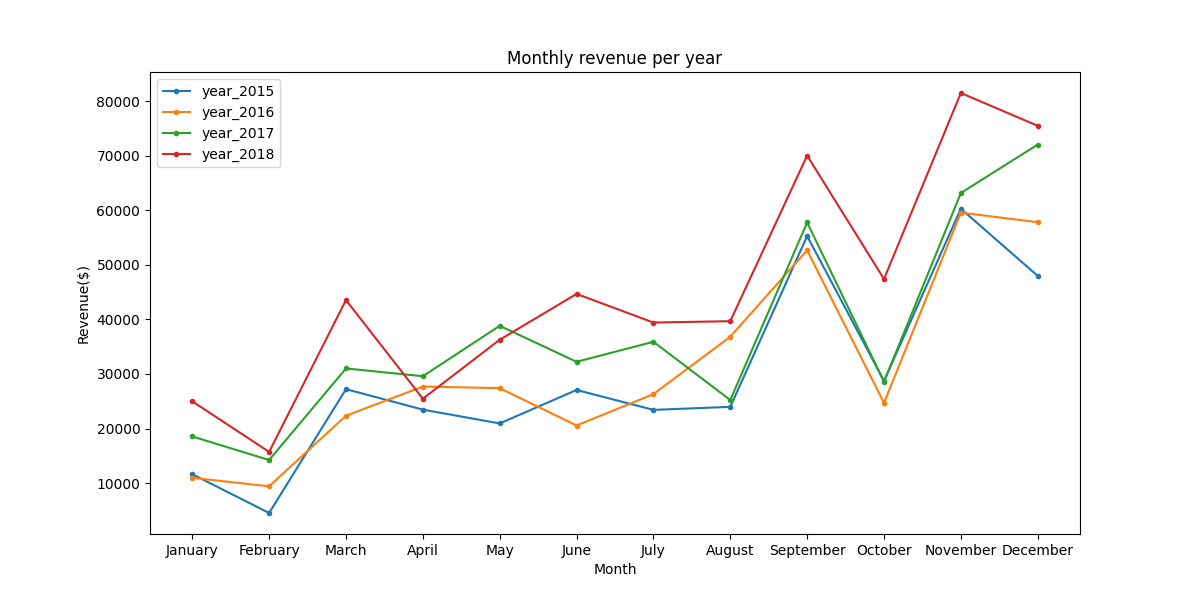 Monthly revenue per year
year_2015
year_2016
year_2017
year_2018
80000
70000
60000
50000
40000
30000
20000
10000
Revenue($)
January February March April May June July August September October November December
Month